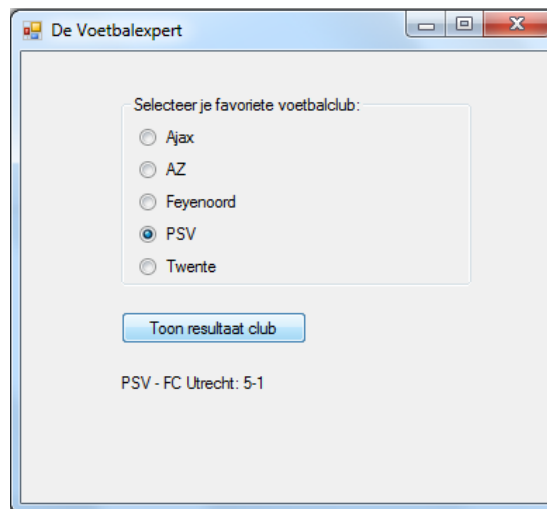 De Voetbalexpert
Selecteer je favoriete voetbalclub:
Ajax
AZ
Feyenoord
PSV
Twente
Toon resultaat club
PSV - FC Utrecht: 5-1